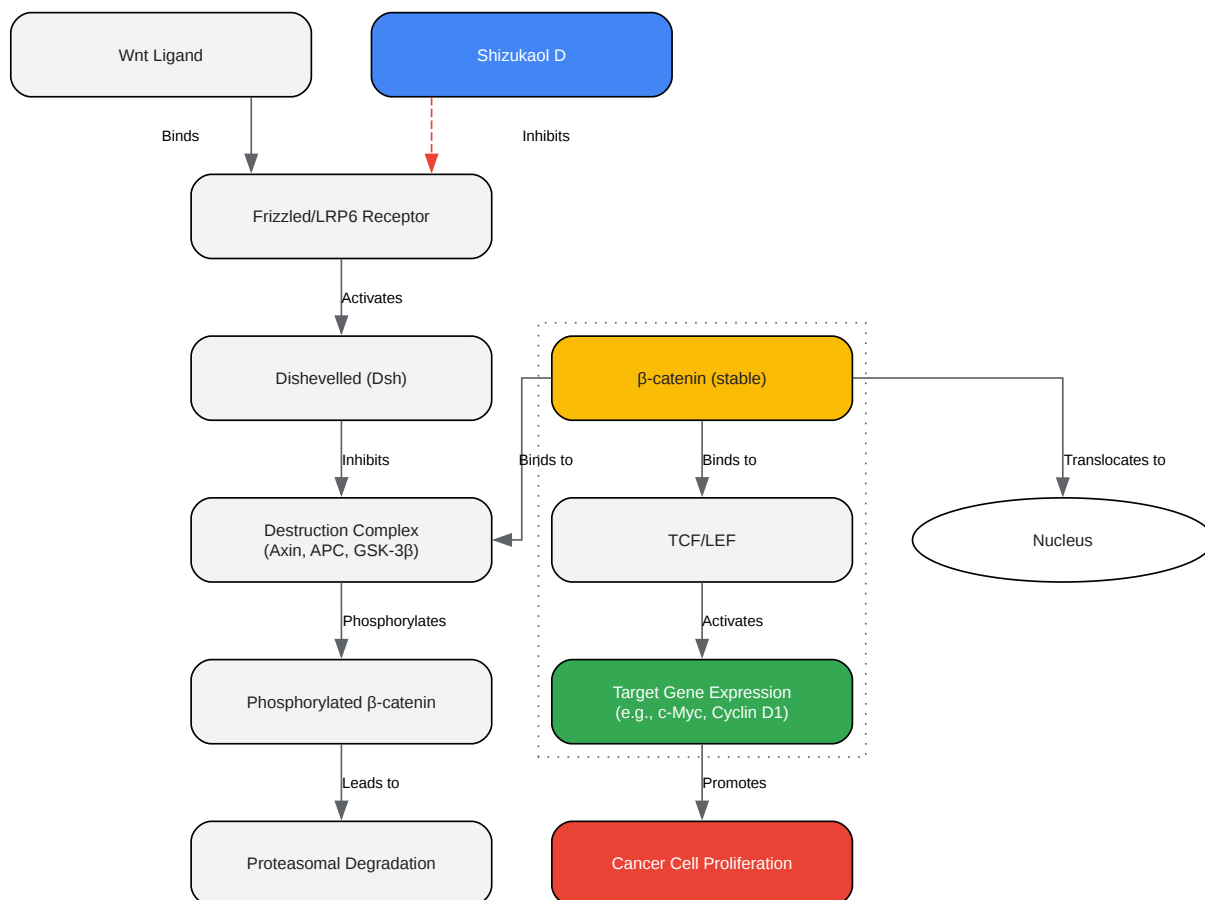 Wnt Ligand
Shizukaol D
Binds
Inhibits
Frizzled/LRP6 Receptor
Activates
Dishevelled (Dsh)
β-catenin (stable)
Inhibits
Binds to
Binds to
Translocates to
Destruction Complex
(Axin, APC, GSK-3β)
TCF/LEF
Nucleus
Phosphorylates
Activates
Phosphorylated β-catenin
Target Gene Expression
(e.g., c-Myc, Cyclin D1)
Leads to
Promotes
Proteasomal Degradation
Cancer Cell Proliferation